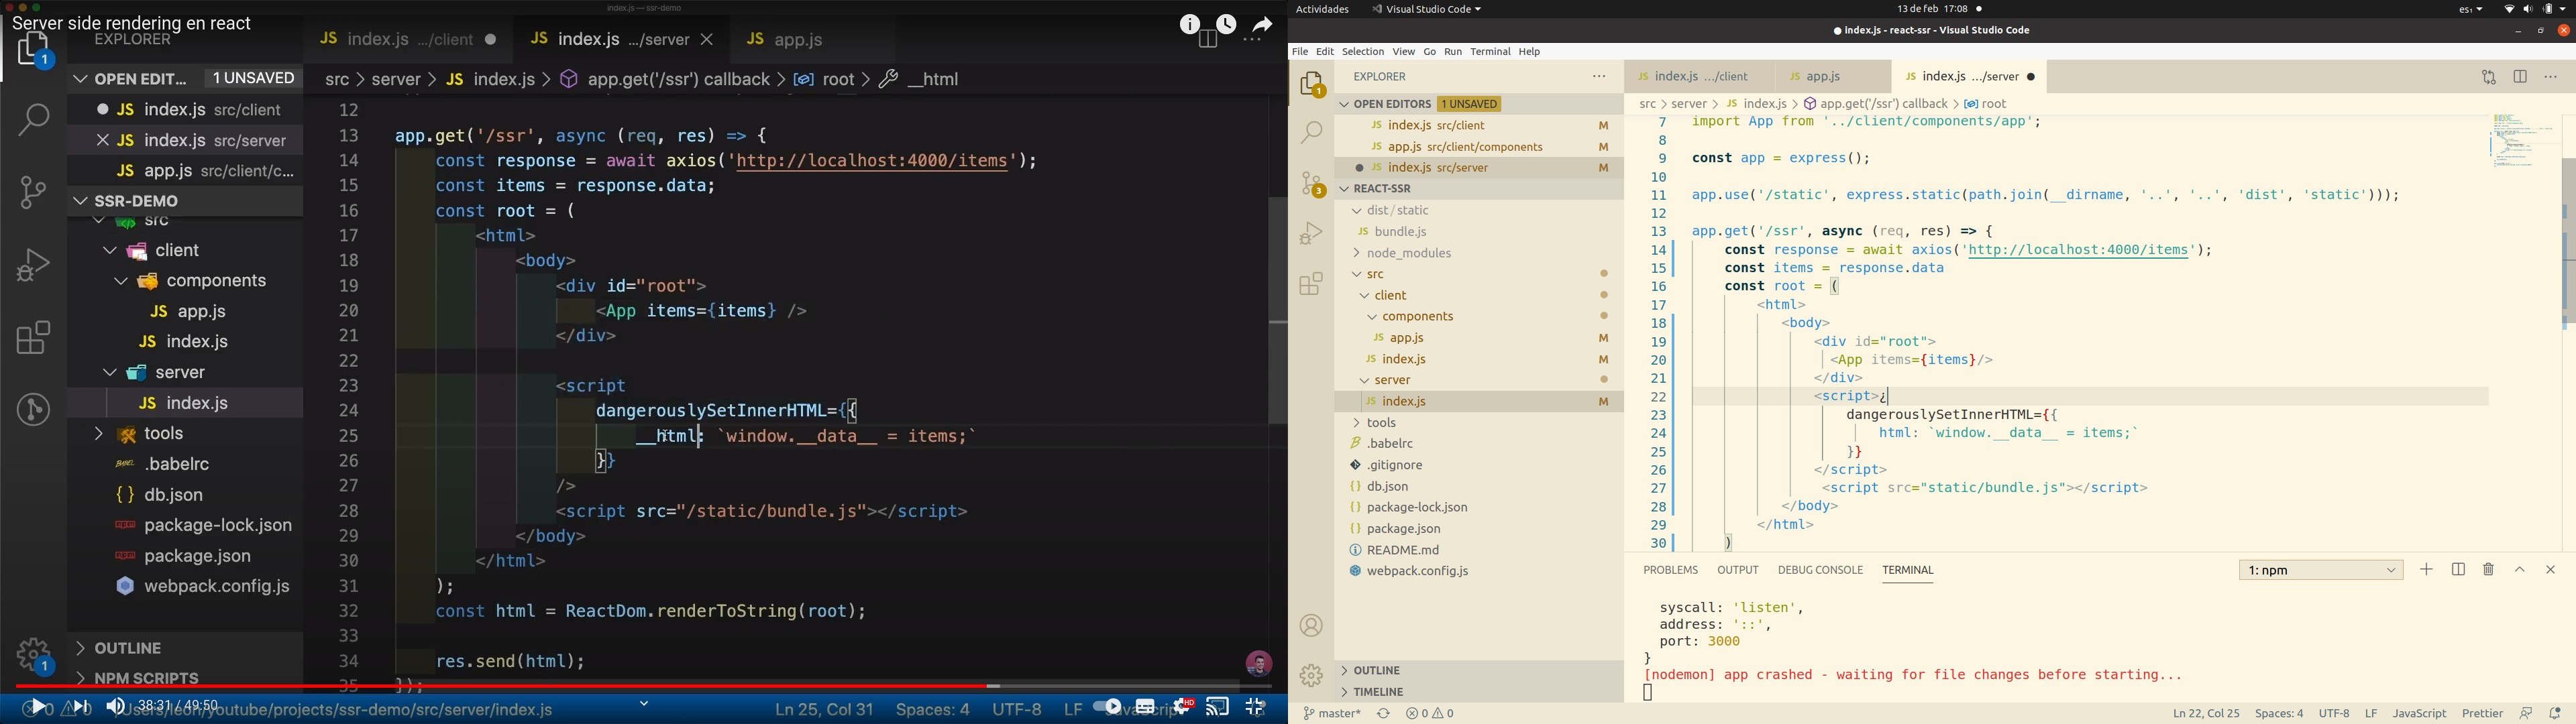 index.js — ssr-demo
Server side rendering en react
EXPLORER
JS index.js .../client
JS index.js .../server
JS app.js
OPEN EDIT... 1 UNSAVED
src > server > JS index.js > app.get('/ssr') callback > root > __html
JS index.js src/client
JS index.js src/server
JS app.js src/client/c...
SSR-DEMO
src
client
components
JS app.js
JS index.js
server
JS index.js
tools
.babelrc
{} db.json
package-lock.json
package.json
webpack.config.js
OUTLINE
NPM SCRIPTS
1
1
12
13 app.get('/ssr', async (req, res) => {
14 const response = await axios('http://localhost:4000/items');
15 const items = response.data;
16 const root = (
17 <html>
18 <body>
19 <div id="root">
20 <App items={items} />
21 </div>
22
23 <script
24 dangerouslySetInnerHTML={{
25 __html: `window.__data__ = items;`
26 }}
27 />
28 <script src="/static/bundle.js"></script>
29 </body>
30 </html>
31 );
32 const html = ReactDom.renderToString(root);
33
34 res.send(html);
35 });
38:31 / 49:50
/Users/leon/youtube/projects/ssr-demo/src/server/index.js
Ln 25, Col 31 Spaces: 4 UTF-8 LF
HD
Actividades Visual Studio Code 13 de feb 17:08 es₁
index.js - react-ssr - Visual Studio Code
File Edit Selection View Go Run Terminal Help
EXPLORER ...
JS index.js .../client
JS app.js
JS index.js .../server
OPEN EDITORS 1 UNSAVED
src > server > JS index.js > app.get('/ssr') callback > root
JS index.js src/client M
JS app.js src/client/components M
JS index.js src/server M
REACT-SSR
dist / static
JS bundle.js
node_modules
src
client
components
JS app.js M
JS index.js M
server
JS index.js M
tools
.babelrc
.gitignore
{} db.json
{} package-lock.json
{} package.json
README.md
webpack.config.js
OUTLINE
TIMELINE
1
3
7 import App from '../client/components/app';
8
9 const app = express();
10
11 app.use('/static', express.static(path.join(__dirname, '..', '..', 'dist', 'static')));
12
13 app.get('/ssr', async (req, res) => {
14 const response = await axios('http://localhost:4000/items');
15 const items = response.data
16 const root = (
17 <html>
18 <body>
19 <div id="root">
20 <App items={items}/>
21 </div>
22 <script>¿
23 dangerouslySetInnerHTML={{
24 html: `window.__data__ = items;`
25 }}
26 </script>
27 <script src="static/bundle.js"></script>
28 </body>
29 </html>
30 )
PROBLEMS OUTPUT DEBUG CONSOLE TERMINAL 1: npm
syscall: 'listen',
address: '::',
port: 3000
}
[nodemon] app crashed - waiting for file changes before starting...
master* 0 0 Ln 22, Col 25 Spaces: 4 UTF-8 LF JavaScript Prettier